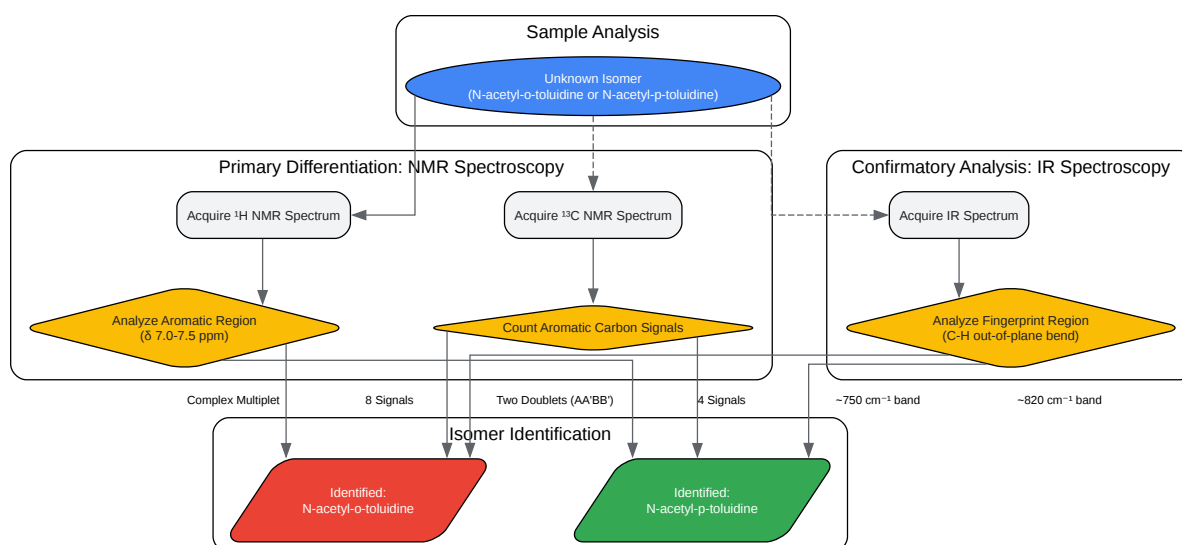 Sample Analysis
Unknown Isomer
(N-acetyl-o-toluidine or N-acetyl-p-toluidine)
Primary Differentiation: NMR Spectroscopy
Confirmatory Analysis: IR Spectroscopy
Acquire ¹H NMR Spectrum
Acquire ¹³C NMR Spectrum
Acquire IR Spectrum
Analyze Aromatic Region
(δ 7.0-7.5 ppm)
Count Aromatic Carbon Signals
Analyze Fingerprint Region
(C-H out-of-plane bend)
Complex Multiplet
8 Signals
Two Doublets (AA'BB')
4 Signals
~750 cm⁻¹ band
~820 cm⁻¹ band
Isomer Identification
Identified:
N-acetyl-o-toluidine
Identified:
N-acetyl-p-toluidine